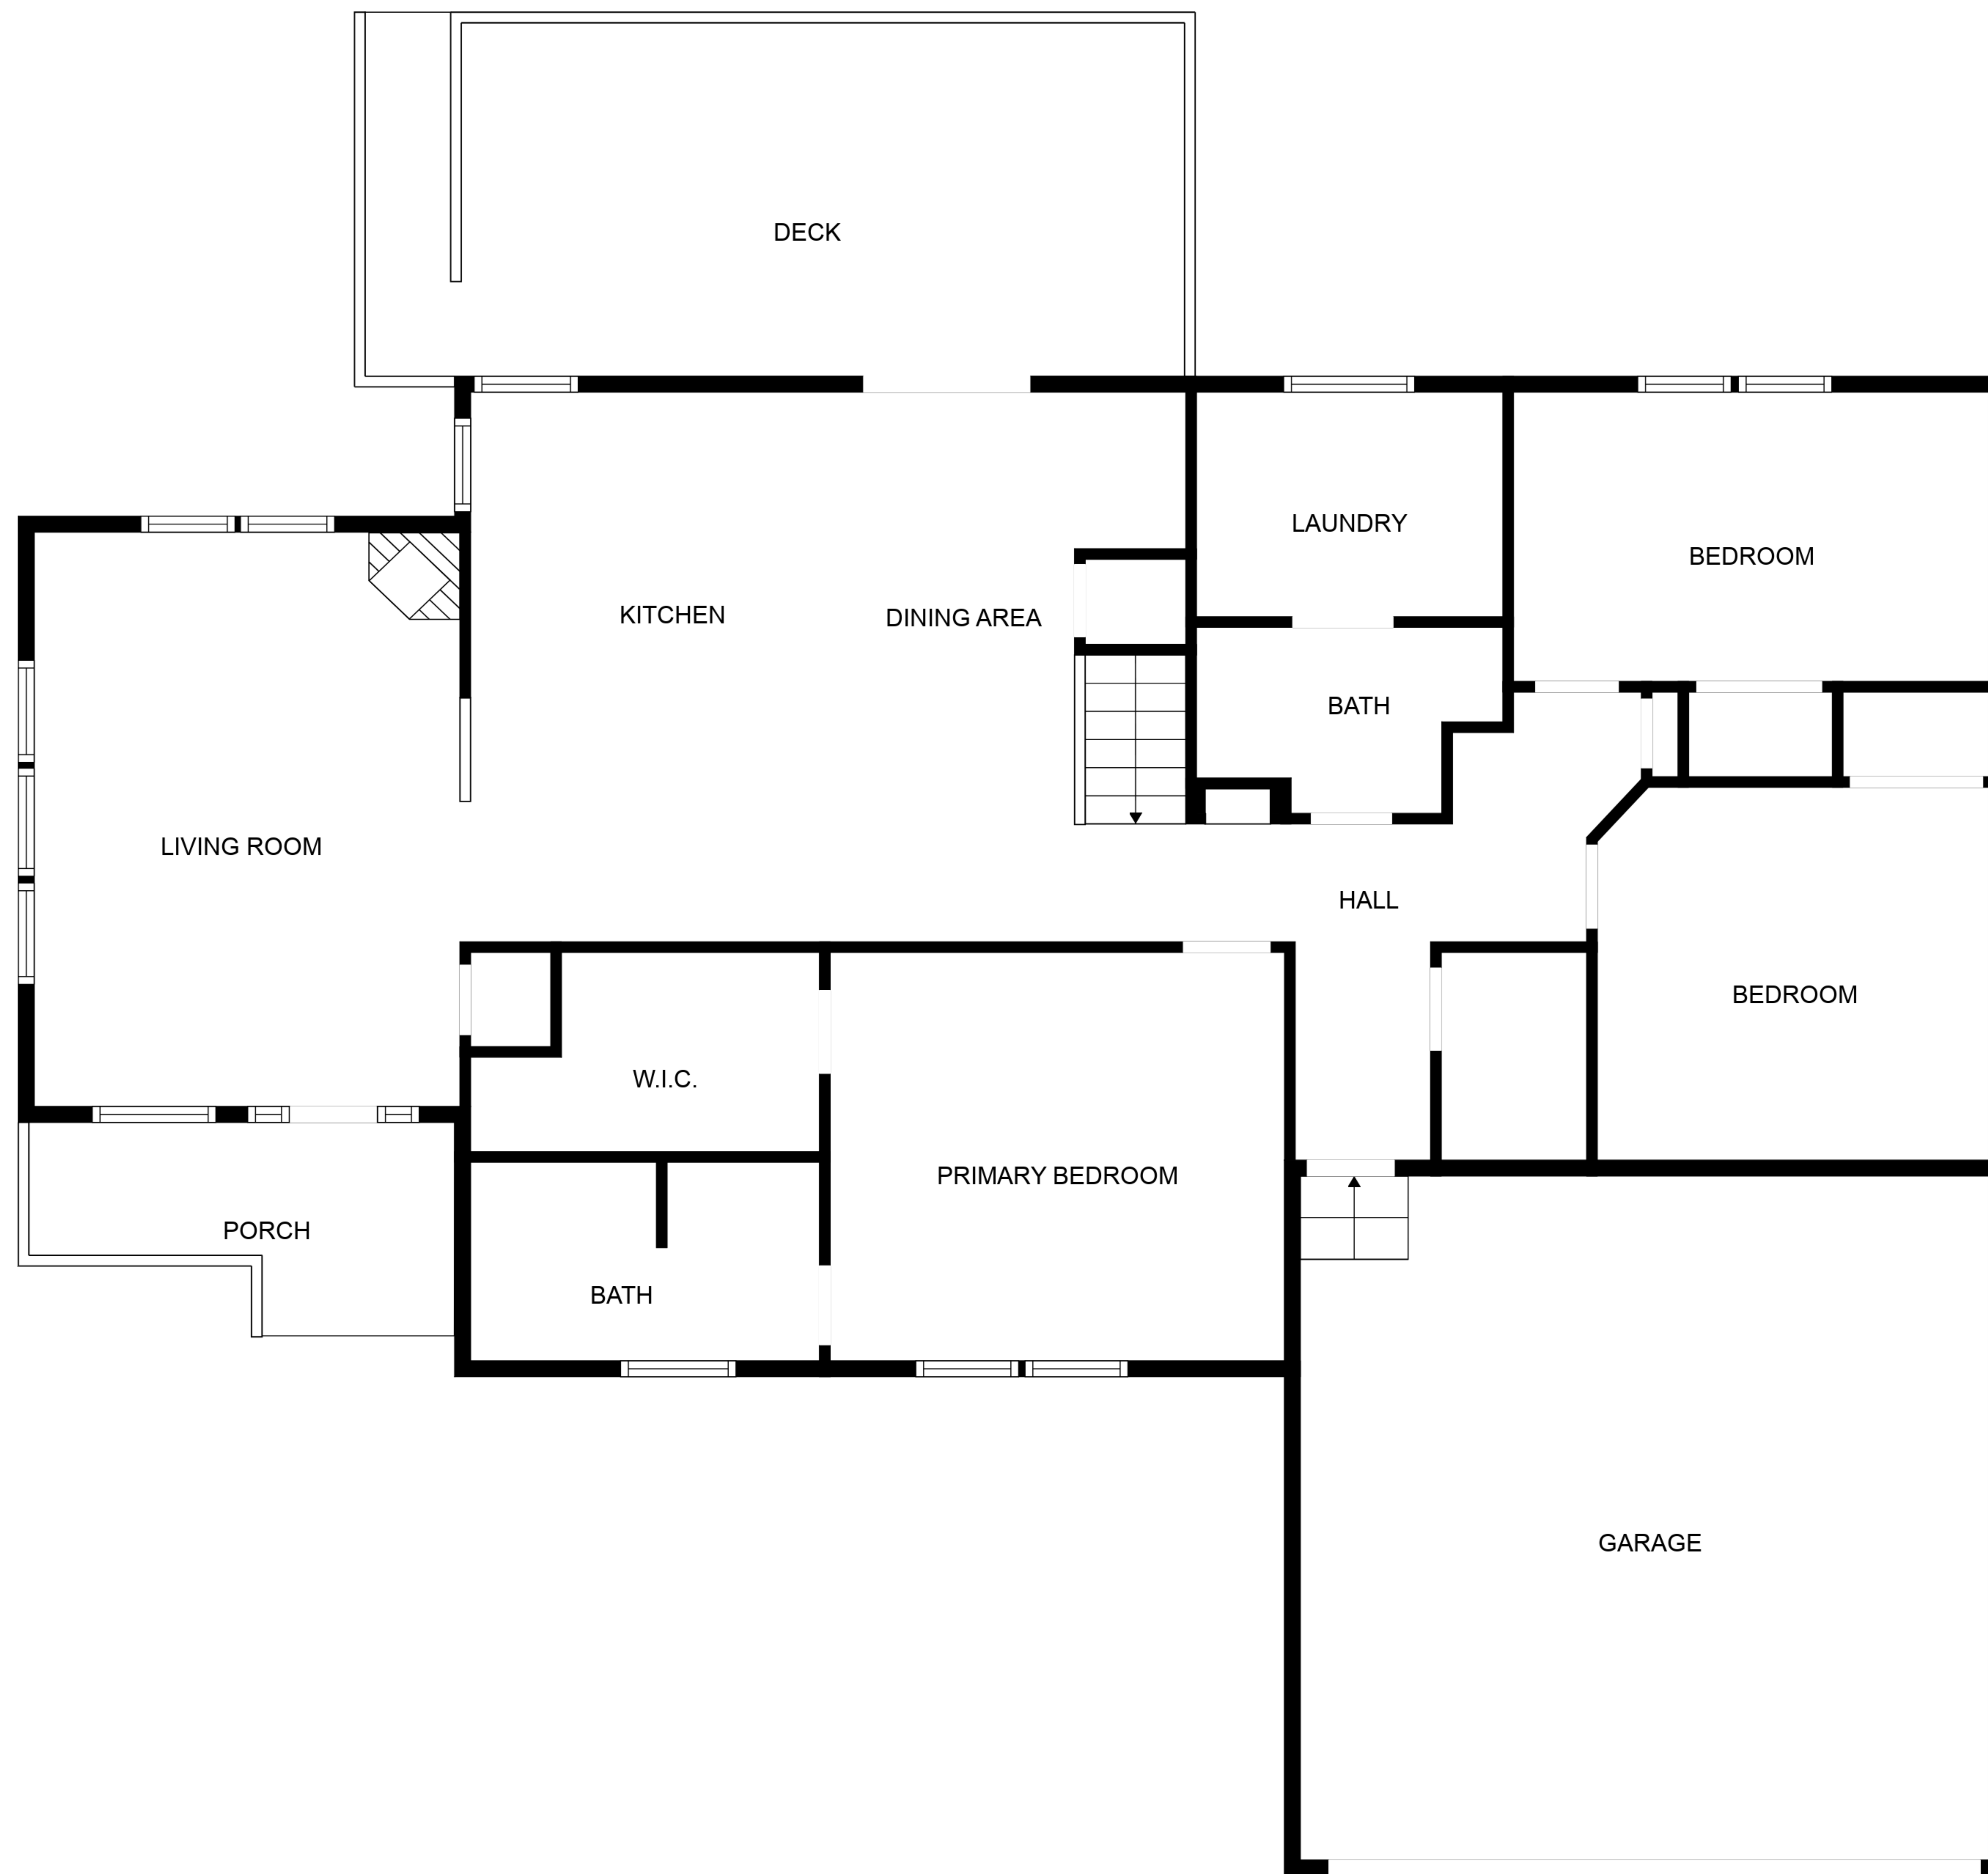 DECK
LAUNDRY
BEDROOM
KITCHEN
DINING AREA
BATH
LIVING ROOM
HALL
BEDROOM
W.I.C.
PRIMARY BEDROOM
PORCH
BATH
GARAGE